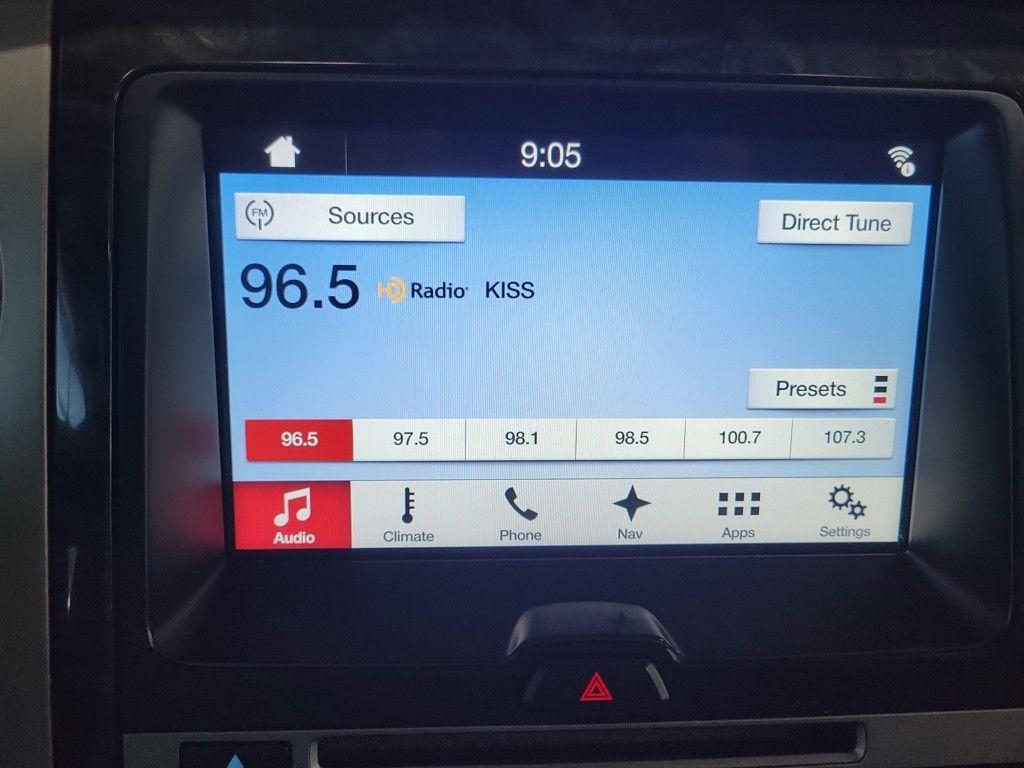 9:05
FM Sources
Direct Tune
96.5 HD Radio KISS
Presets
96.5 97.5 98.1 98.5 100.7 107.3
Audio Climate Phone Nav Apps Settings